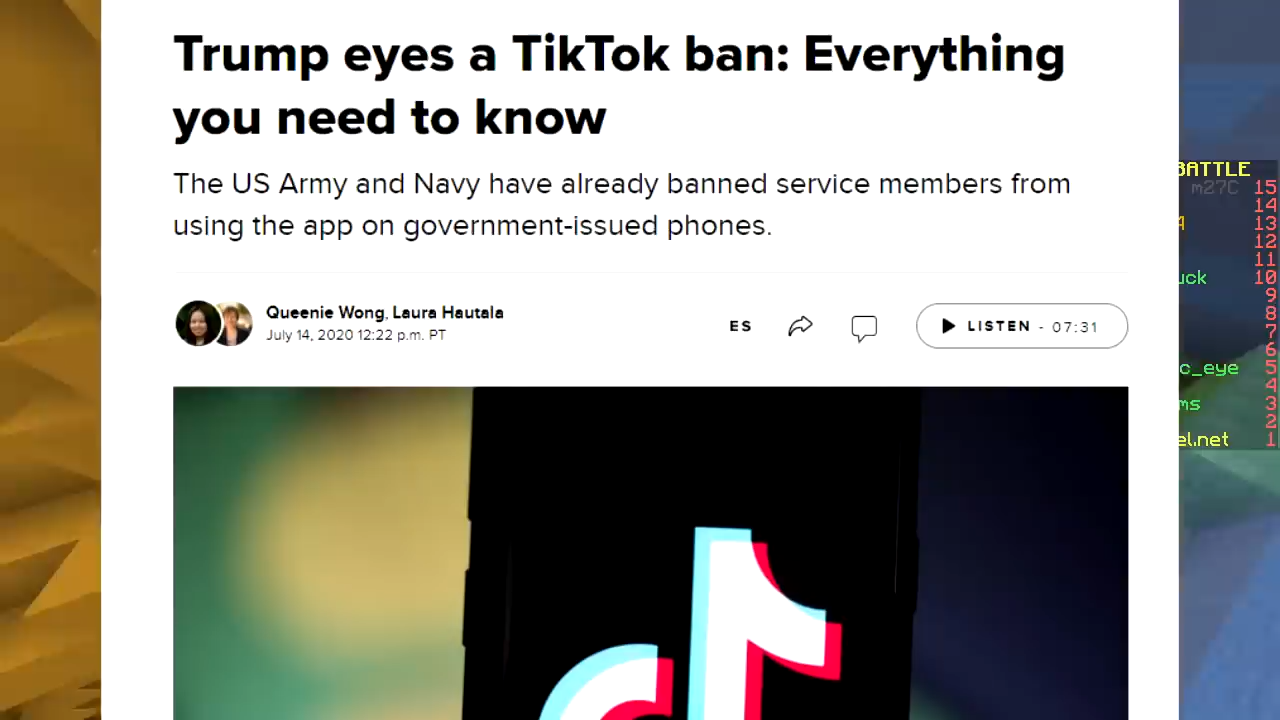 Trump eyes a TikTok ban: Everything
you need to know
The US Army and Navy have already banned service members from
using the app on government-issued phones.
Queenie Wong, Laura Hautala
July 14, 2020 12:22 p.m. PT
ES
LISTEN - 07:31
BATTLE
m27C 15
14
13
12
11
uck 10
9
8
7
6
c_eye 5
4
ms 3
2
el.net 1